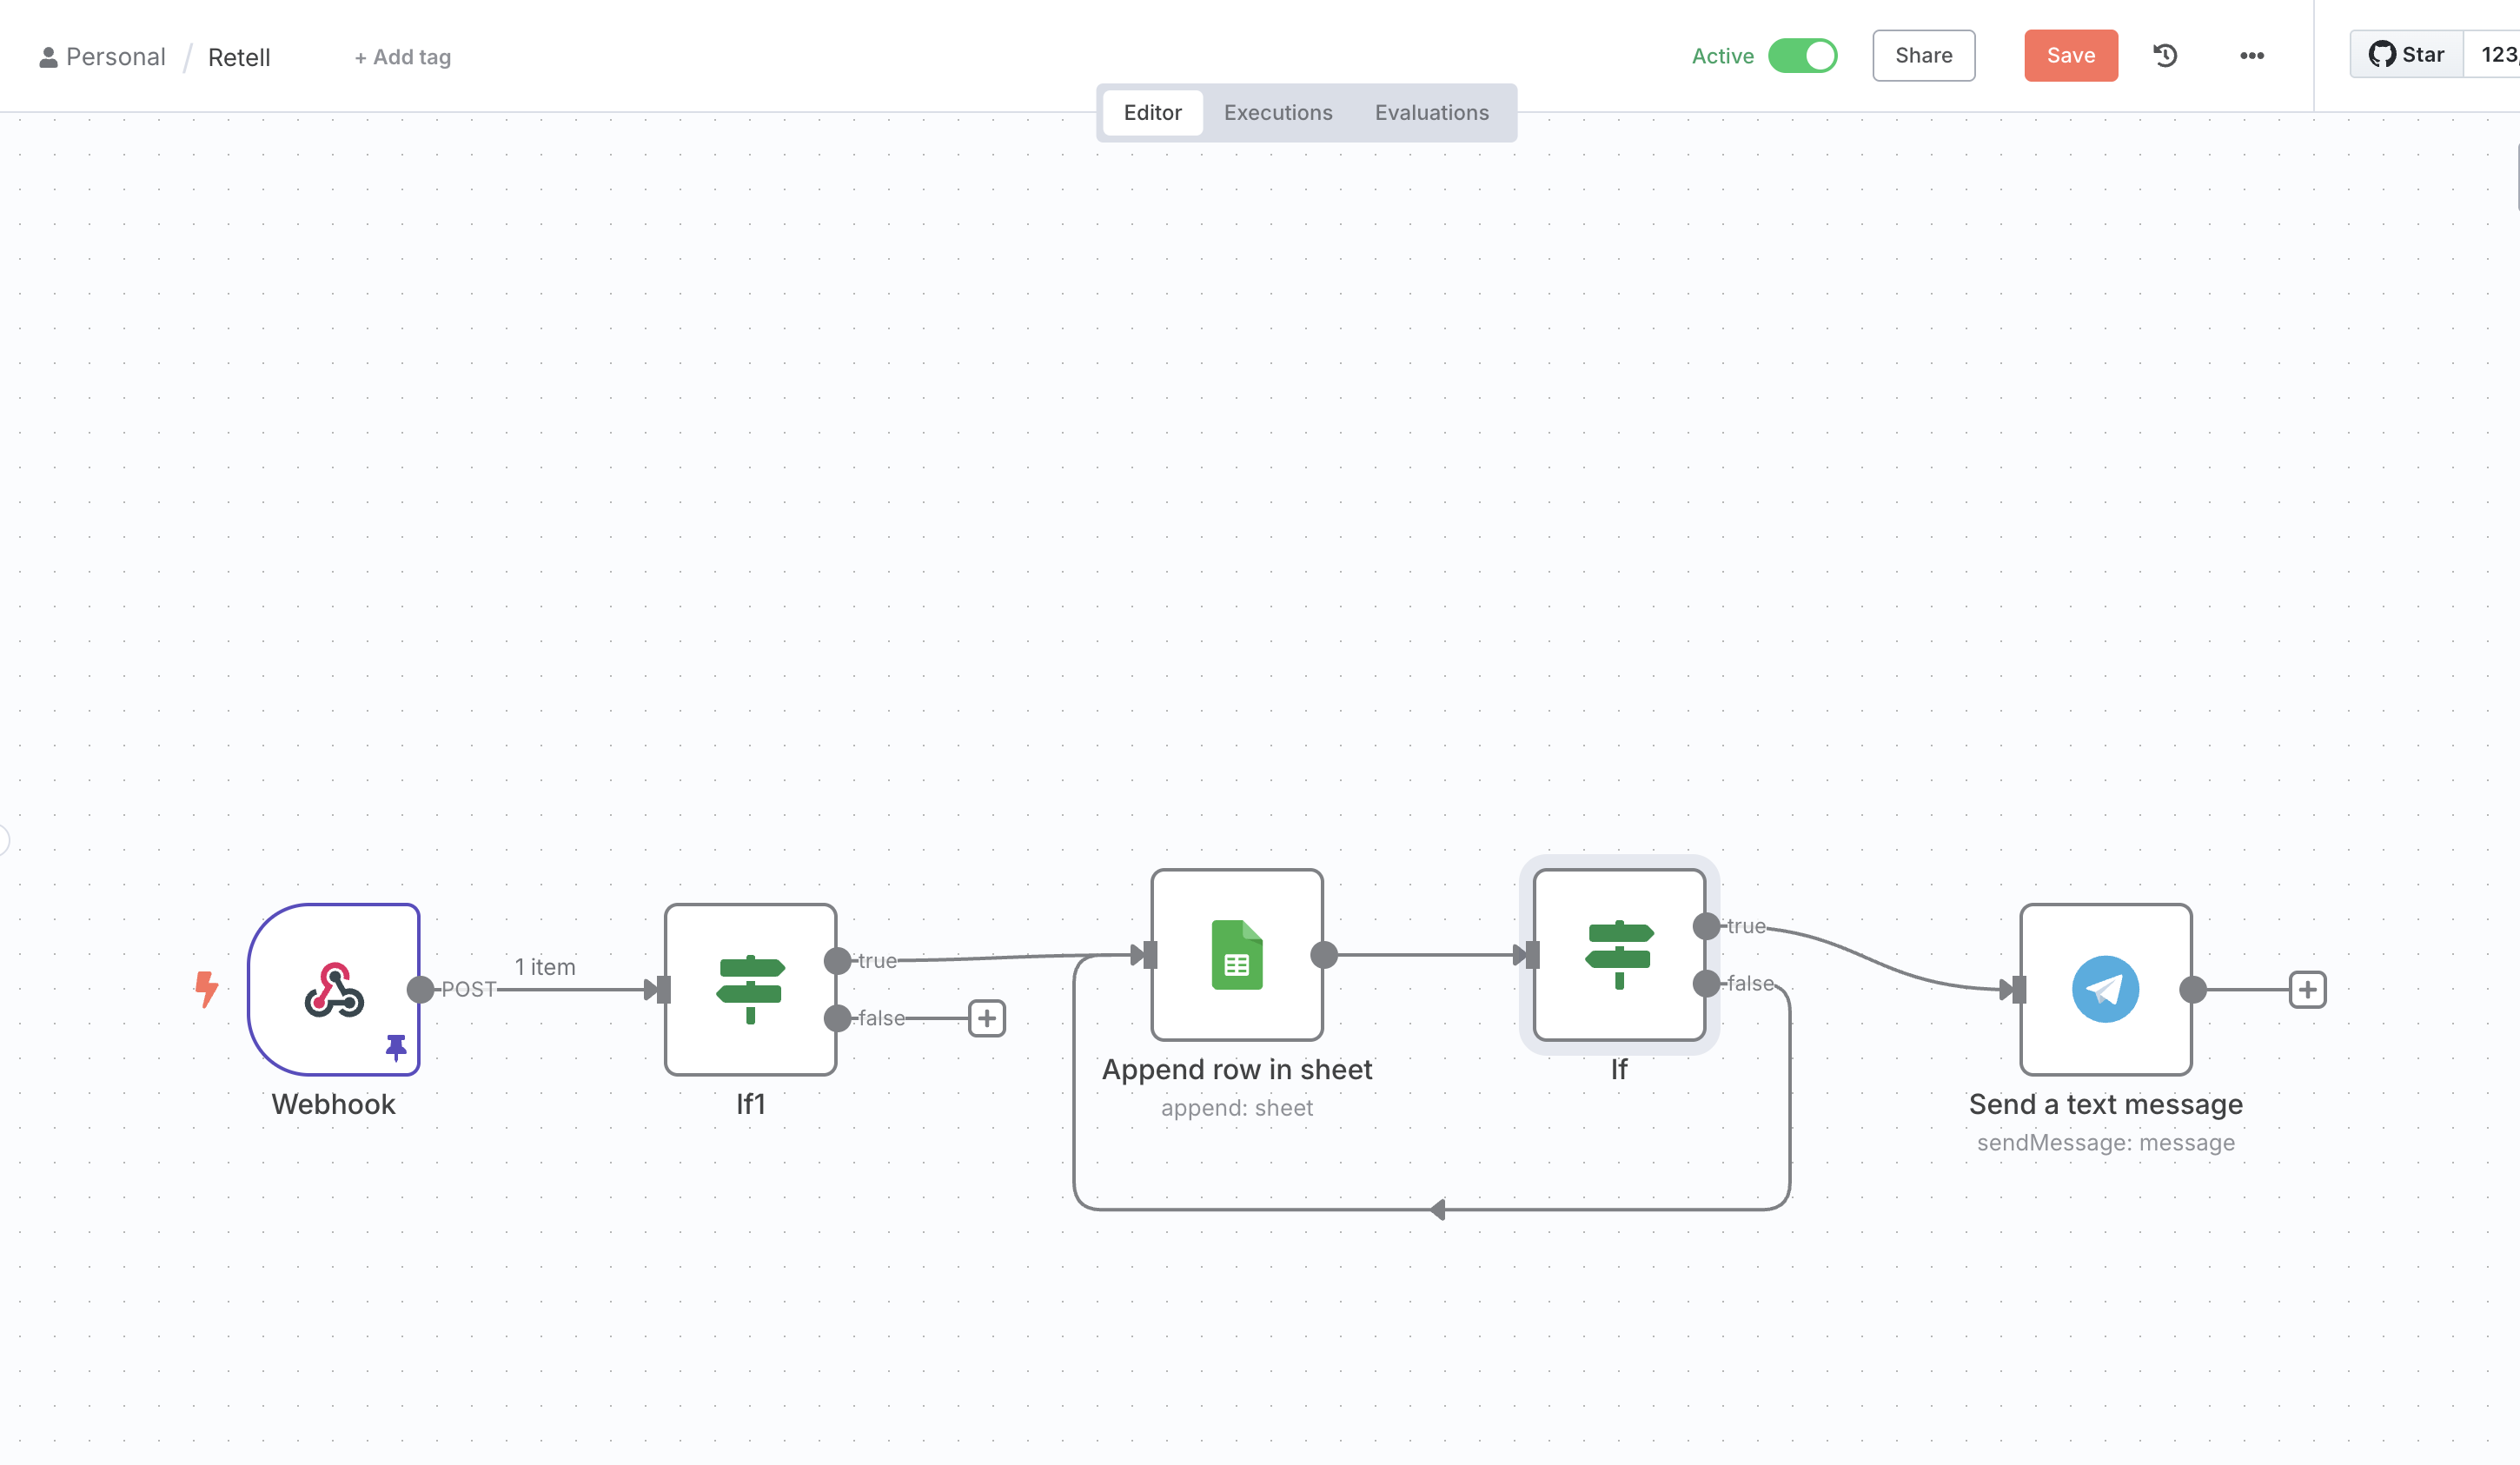 Personal / Retell + Add tag
Active Share Save Star 123,
Editor Executions Evaluations
POST 1 item
true
false
true
false
Webhook
If1
Append row in sheet
append: sheet
If
Send a text message
sendMessage: message